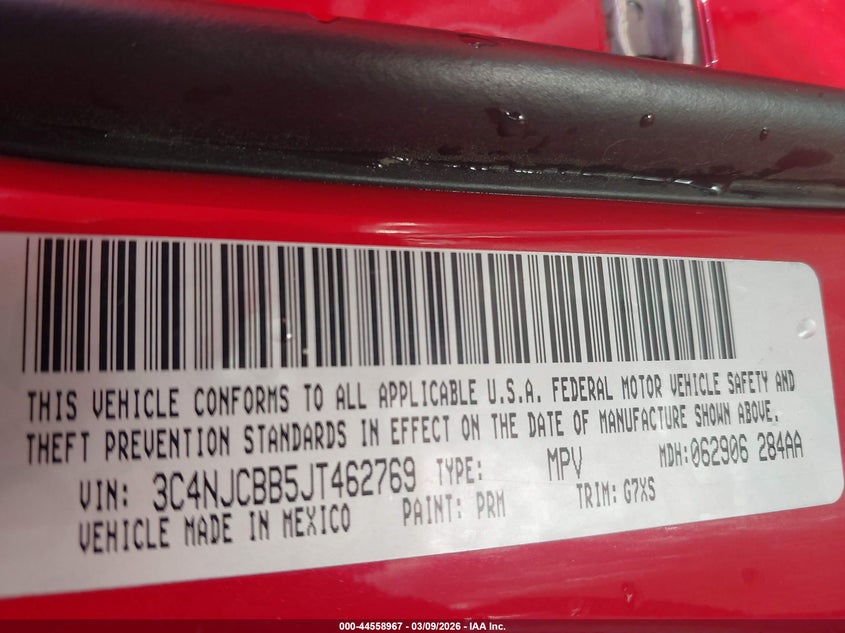 THIS VEHICLE CONFORMS TO ALL APPLICABLE U.S.A. FEDERAL MOTOR VEHICLE SAFETY AND
THEFT PREVENTION STANDARDS IN EFFECT ON THE DATE OF MANUFACTURE SHOWN ABOVE.
VIN: 3C4NJCBB5JT462769 TYPE: MPV MDH:062906 284AA
VEHICLE MADE IN MEXICO PAINT: PRM TRIM: G7XS
000-44558967 - 03/09/2026 - IAA Inc.